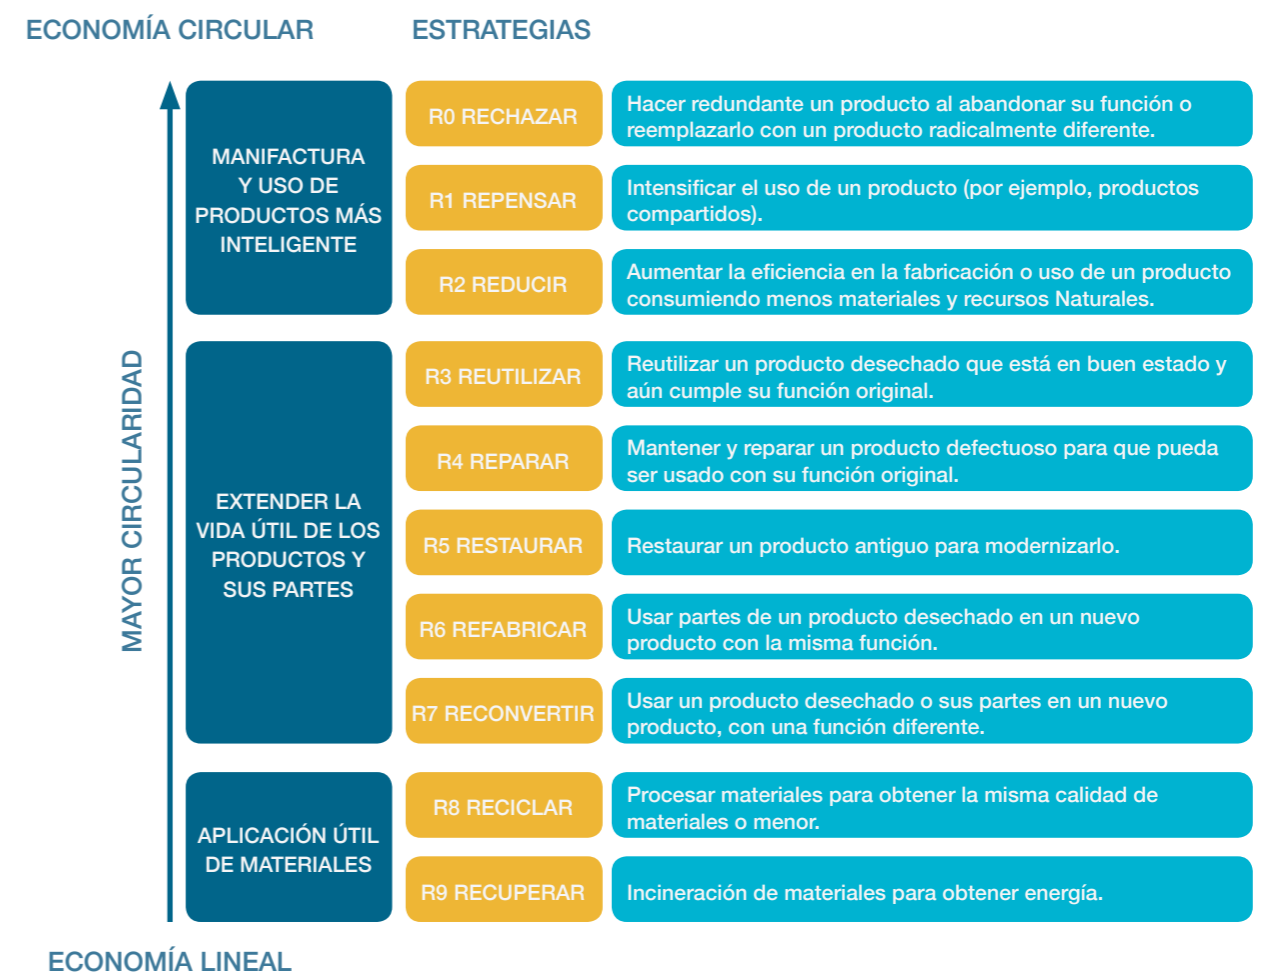 ECONOMÍA CIRCULAR
ESTRATEGIAS
MAYOR CIRCULARIDAD
MANIFACTURA
Y USO DE
PRODUCTOS MÁS
INTELIGENTE
R0 RECHAZAR
Hacer redundante un producto al abandonar su función o
reemplazarlo con un producto radicalmente diferente.
R1 REPENSAR
Intensificar el uso de un producto (por ejemplo, productos
compartidos).
R2 REDUCIR
Aumentar la eficiencia en la fabricación o uso de un producto
consumiendo menos materiales y recursos Naturales.
EXTENDER LA
VIDA ÚTIL DE LOS
PRODUCTOS Y
SUS PARTES
R3 REUTILIZAR
Reutilizar un producto desechado que está en buen estado y
aún cumple su función original.
R4 REPARAR
Mantener y reparar un producto defectuoso para que pueda
ser usado con su función original.
R5 RESTAURAR
Restaurar un producto antiguo para modernizarlo.
R6 REFABRICAR
Usar partes de un producto desechado en un nuevo
producto con la misma función.
R7 RECONVERTIR
Usar un producto desechado o sus partes en un nuevo
producto, con una función diferente.
APLICACIÓN ÚTIL
DE MATERIALES
R8 RECICLAR
Procesar materiales para obtener la misma calidad de
materiales o menor.
R9 RECUPERAR
Incineración de materiales para obtener energía.
ECONOMÍA LINEAL